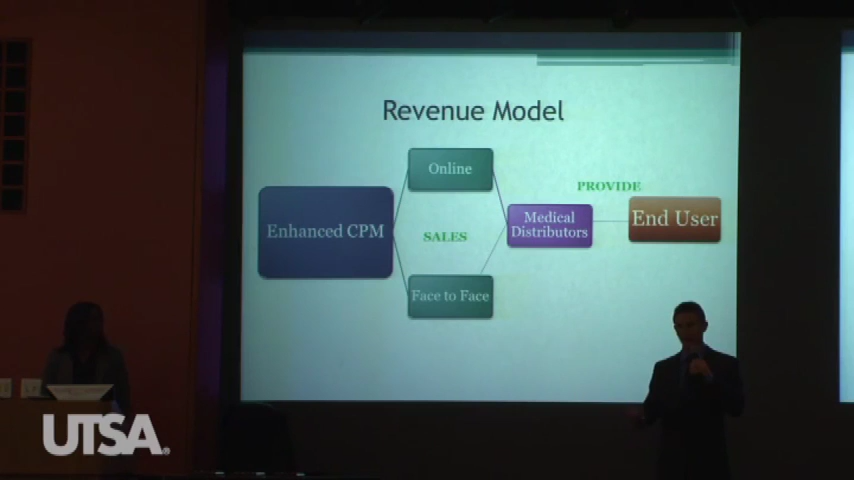 Revenue Model
Online
PROVIDE
Enhanced CPM
SALES
Medical
Distributors
End User
Face to Face
UTSA